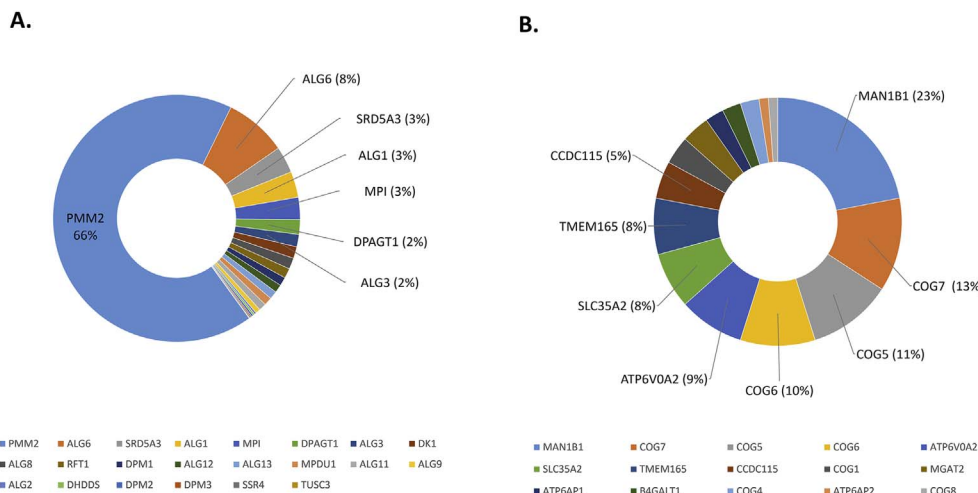 A.
B.
ALG6 (8%)
SRD5A3 (3%)
ALG1 (3%)
MPI (3%)
DPAGT1 (2%)
ALG3 (2%)
PMM2
66%
MAN1B1 (23%)
CCDC115 (5%)
TMEM165 (8%)
SLC35A2 (8%)
ATP6V0A2 (9%)
COG6 (10%)
COG5 (11%)
COG7 (13%
PMM2 ALG6 SRD5A3 ALG1 MPI DPAGT1 ALG3 DK1
ALG8 RFT1 DPM1 ALG12 ALG13 MPDU1 ALG11 ALG9
ALG2 DHDDS DPM2 DPM3 SSR4 TUSC3
MAN1B1 COG7 COG5 COG6 ATP6V0A2
SLC35A2 TMEM165 CCDC115 COG1 MGAT2
ATP6AP1 B4GALT1 COG4 ATP6AP2 COG8